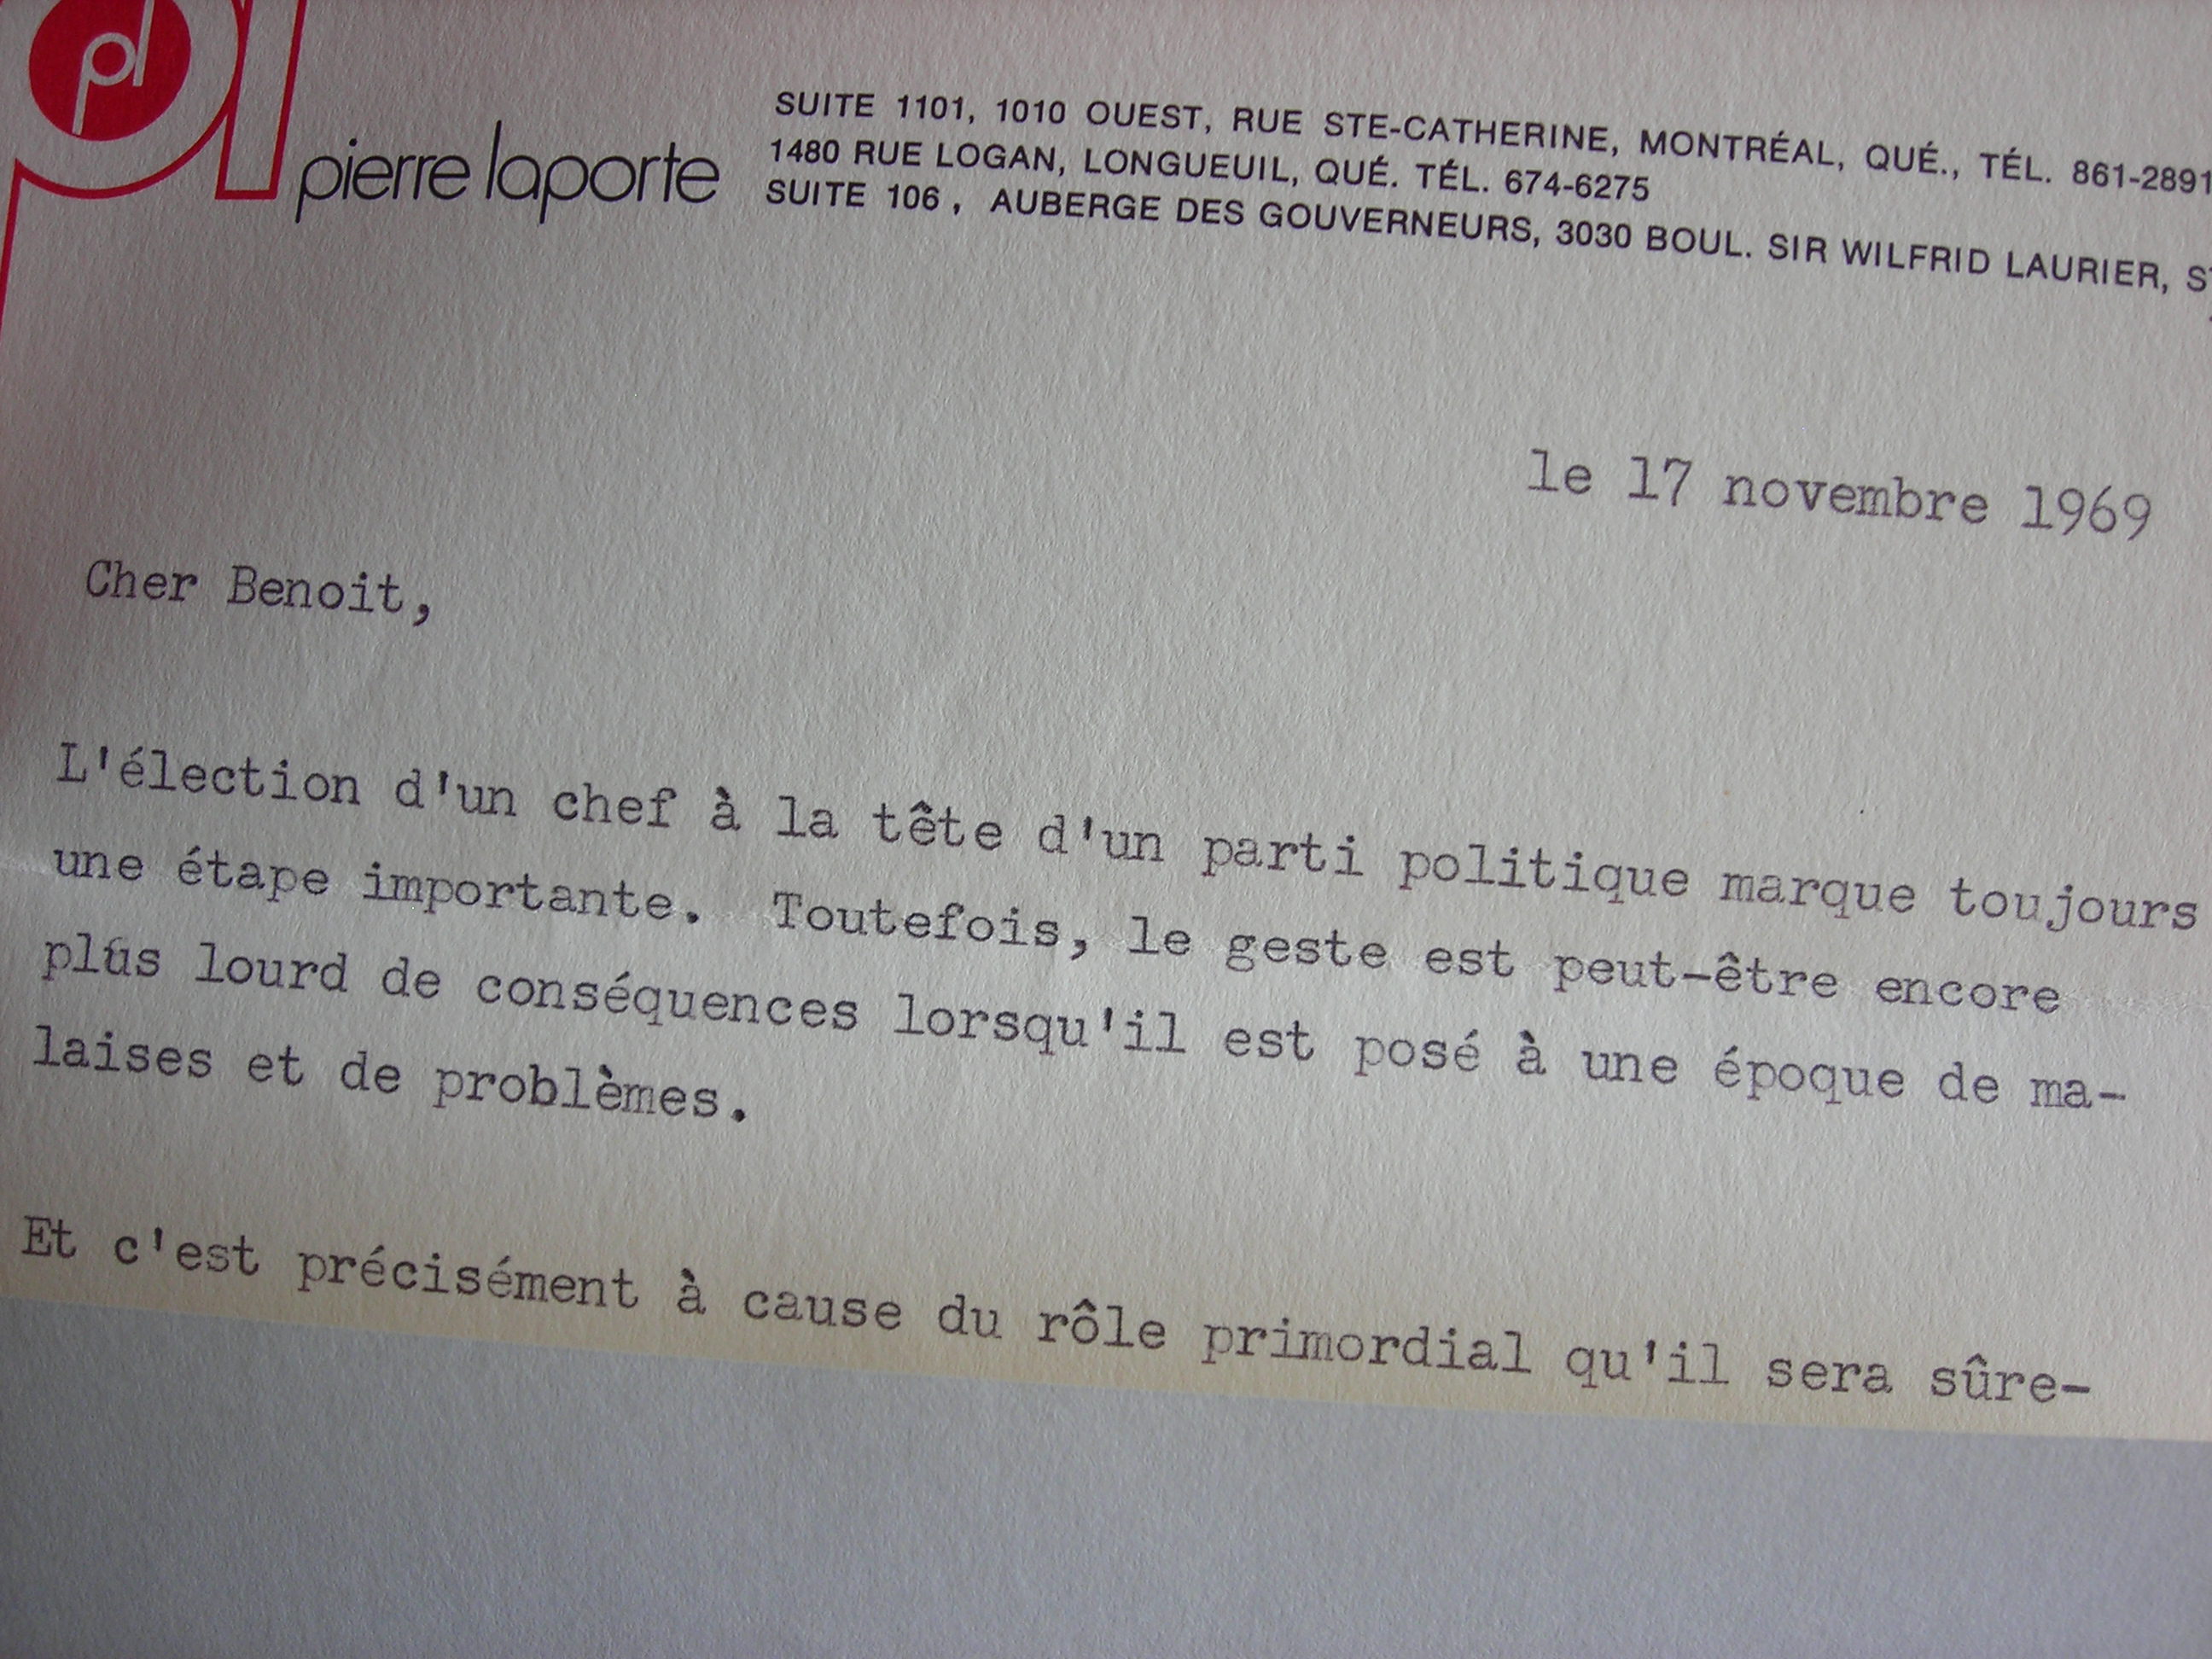 pl
pl
pierre laporte
SUITE 1101, 1010 OUEST, RUE STE-CATHERINE, MONTRÉAL, QUÉ., TÉL. 861-2891
1480 RUE LOGAN, LONGUEUIL, QUÉ. TÉL. 674-6275
SUITE 106, AUBERGE DES GOUVERNEURS, 3030 BOUL. SIR WILFRID LAURIER,
le 17 novembre 1969
Cher Benoit,
L'élection d'un chef à la tête d'un parti politique marque toujours
une étape importante. Toutefois, le geste est peut-être encore
plus lourd de conséquences lorsqu'il est posé à une époque de ma-
laises et de problèmes.
Et c'est précisément à cause du rôle primordial qu'il sera sûre-